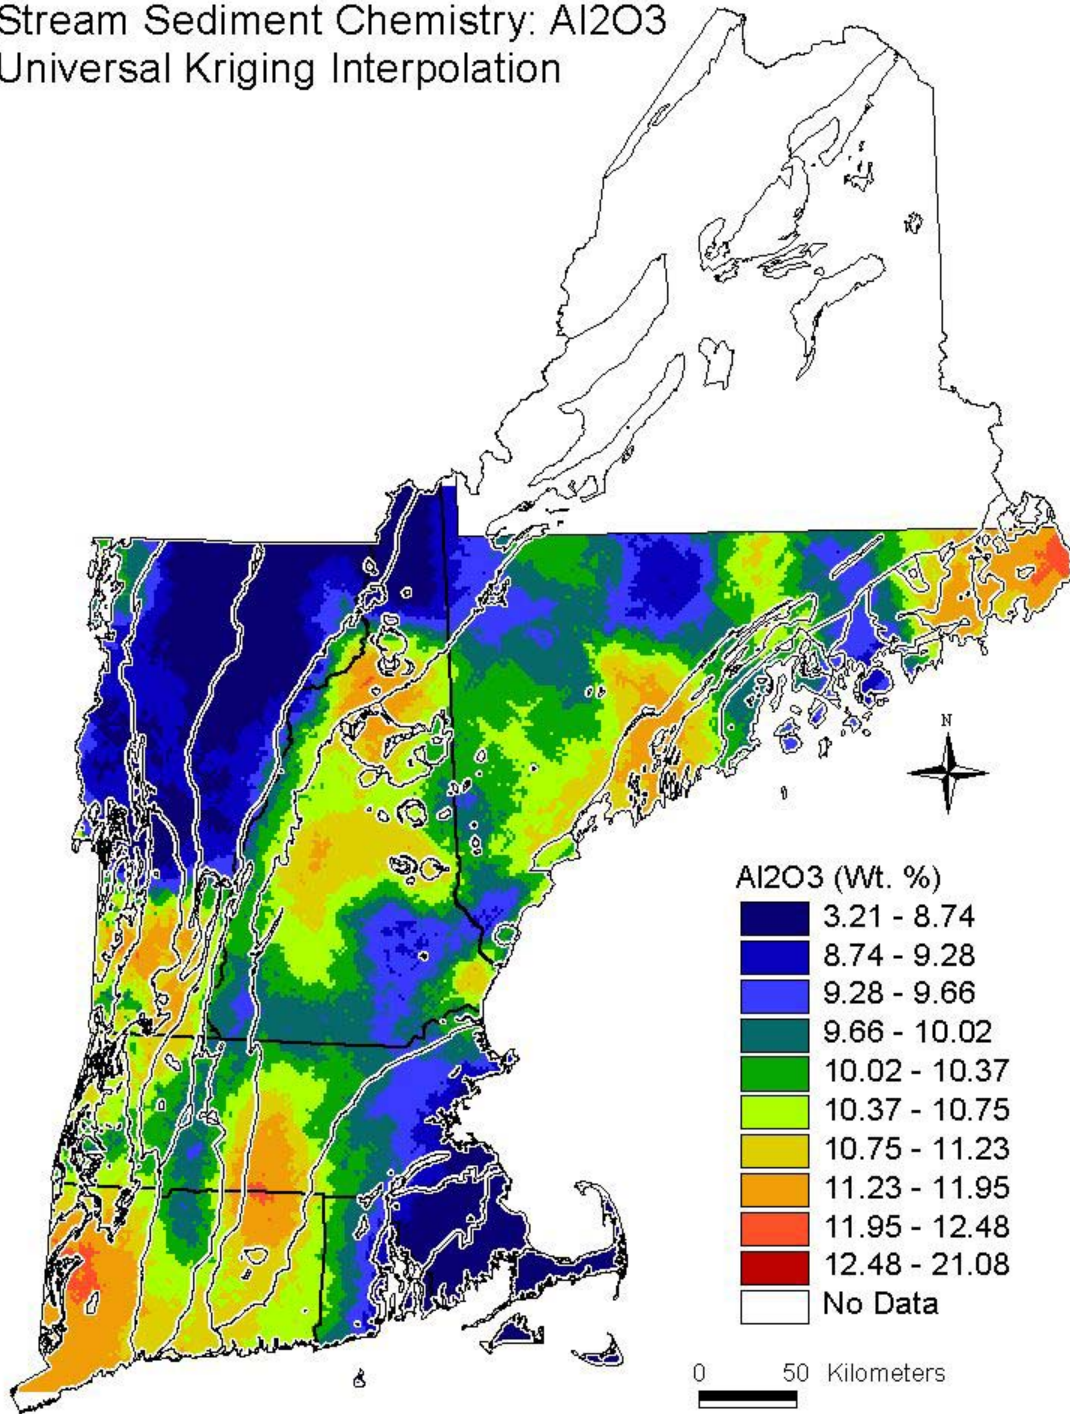 Stream Sediment Chemistry: Al2O3
Universal Kriging Interpolation
N
Al2O3 (Wt. %)
3.21 - 8.74
8.74 - 9.28
9.28 - 9.66
9.66 - 10.02
10.02 - 10.37
10.37 - 10.75
10.75 - 11.23
11.23 - 11.95
11.95 - 12.48
12.48 - 21.08
No Data
0 50 Kilometers